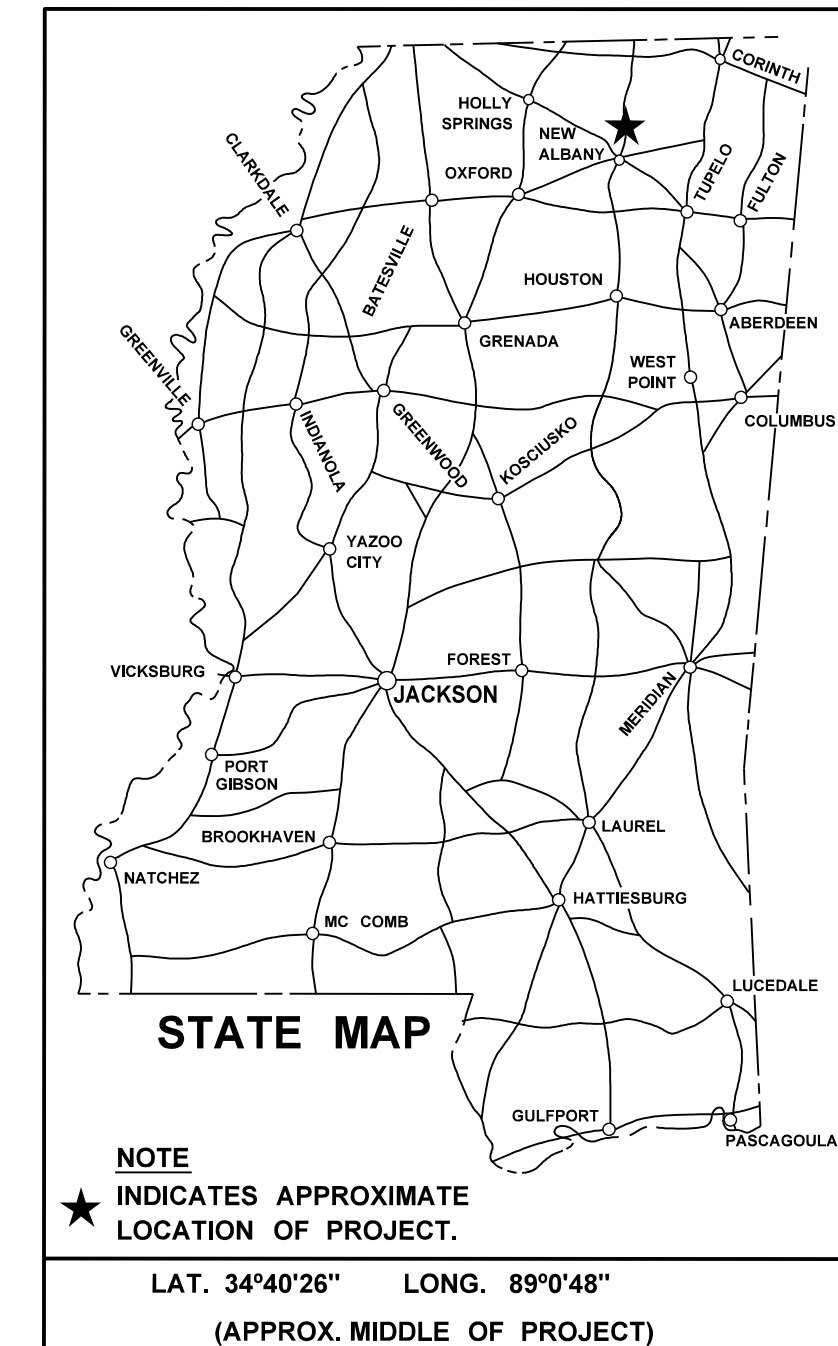 CORINTH
HOLLY
SPRINGS
NEW
ALBANY
CLARKDALE
OXFORD
TUPELO
FULTON
BATESVILLE
HOUSTON
ABERDEEN
GREENVILLE
GRENADA
WEST
POINT
COLUMBUS
INDIANOLA
GREENWOOD
KOSCIUSKO
YAZOO
CITY
VICKSBURG
FOREST
JACKSON
MERIDIAN
PORT
GIBSON
BROOKHAVEN
LAUREL
NATCHEZ
HATTIESBURG
MC COMB
LUCEDALE
STATE MAP
GULFPORT
PASCAGOULA
NOTE
INDICATES APPROXIMATE
LOCATION OF PROJECT.
LAT. 34º40'26" LONG. 89º0'48"
(APPROX. MIDDLE OF PROJECT)